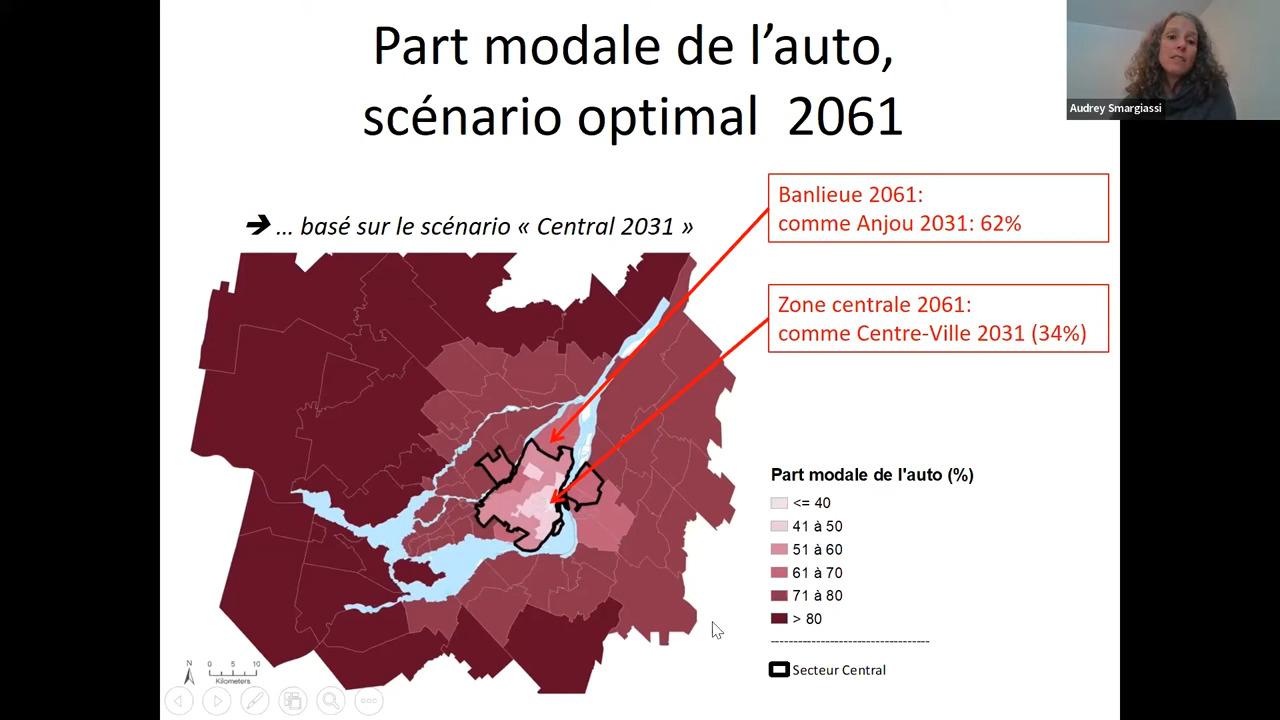 Part modale de l'auto,
scénario optimal 2061
Audrey Smargiassi
➔ ... basé sur le scénario « Central 2031 »
Banlieue 2061:
comme Anjou 2031: 62%
Zone centrale 2061:
comme Centre-Ville 2031 (34%)
Part modale de l'auto (%)
<= 40
41 à 50
51 à 60
61 à 70
71 à 80
> 80
Secteur Central
N
0 5 10
Kilometers